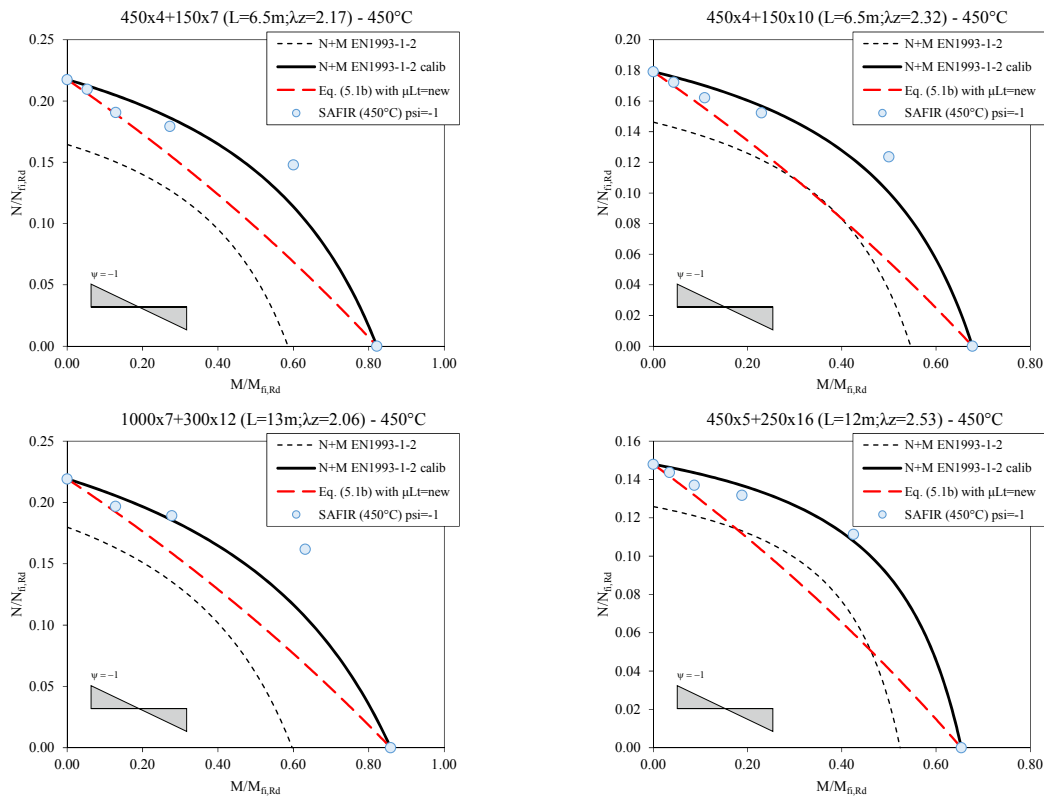 450x4+150x7 (L=6.5m;λz=2.17) - 450°C
0.25
0.20
0.15
0.10
0.05
0.00
N/Nfi,Rd
N+M EN1993-1-2
N+M EN1993-1-2 calib
Eq. (5.1b) with μLt=new
SAFIR (450°C) psi=-1
ψ = −1
0.00 0.20 0.40 0.60 0.80 1.00
M/Mfi,Rd
450x4+150x10 (L=6.5m;λz=2.32) - 450°C
0.20
0.18
0.16
0.14
0.12
0.10
0.08
0.06
0.04
0.02
0.00
N/Nfi,Rd
N+M EN1993-1-2
N+M EN1993-1-2 calib
Eq. (5.1b) with μLt=new
SAFIR (450°C) psi=-1
ψ = −1
0.00 0.20 0.40 0.60 0.80
M/Mfi,Rd
1000x7+300x12 (L=13m;λz=2.06) - 450°C
0.25
0.20
0.15
0.10
0.05
0.00
N/Nfi,Rd
N+M EN1993-1-2
N+M EN1993-1-2 calib
Eq. (5.1b) with μLt=new
SAFIR (450°C) psi=-1
ψ = −1
0.00 0.20 0.40 0.60 0.80 1.00
M/Mfi,Rd
450x5+250x16 (L=12m;λz=2.53) - 450°C
0.16
0.14
0.12
0.10
0.08
0.06
0.04
0.02
0.00
N/Nfi,Rd
N+M EN1993-1-2
N+M EN1993-1-2 calib
Eq. (5.1b) with μLt=new
SAFIR (450°C) psi=-1
ψ = −1
0.00 0.20 0.40 0.60 0.80
M/Mfi,Rd